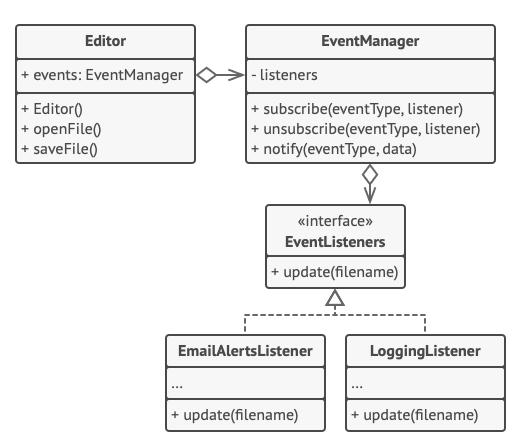 Editor
+ events: EventManager
+ Editor()
+ openFile()
+ saveFile()
EventManager
- listeners
+ subscribe(eventType, listener)
+ unsubscribe(eventType, listener)
+ notify(eventType, data)
«interface»
EventListeners
+ update(filename)
EmailAlertsListener
...
+ update(filename)
LoggingListener
...
+ update(filename)